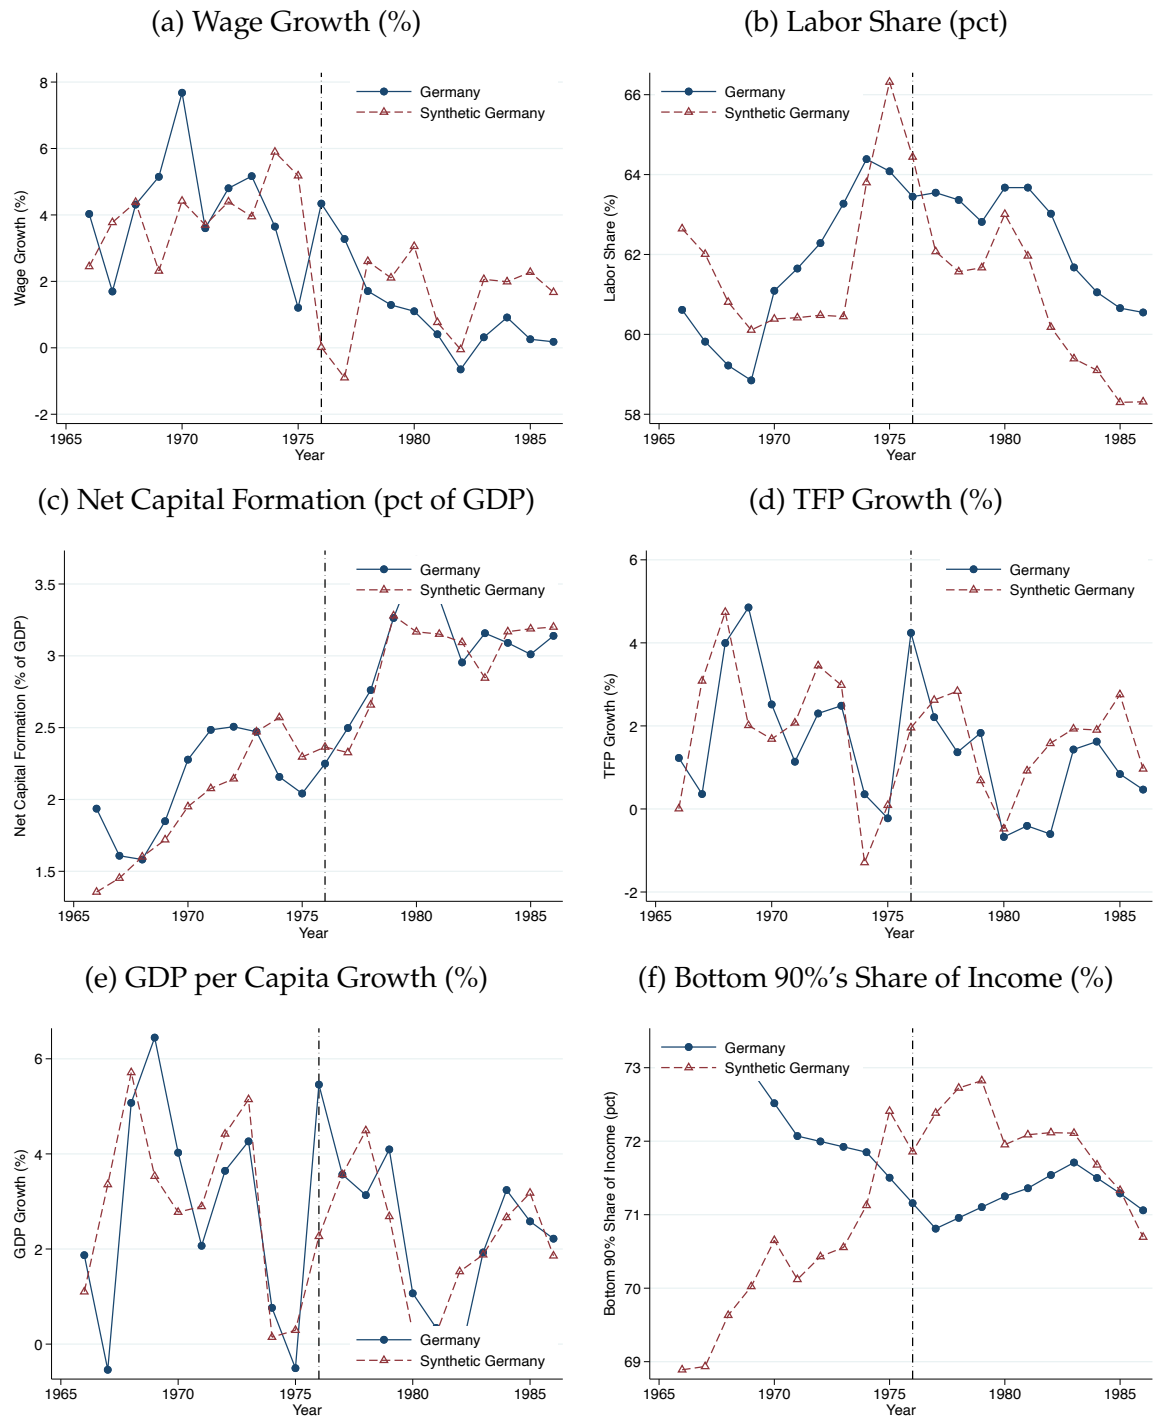 (a) Wage Growth (%)
Germany
Synthetic Germany
Wage Growth (%)
8
6
4
2
0
-2
1965 1970 1975 1980 1985
Year
(b) Labor Share (pct)
Germany
Synthetic Germany
Labor Share (%)
66
64
62
60
58
1965 1970 1975 1980 1985
Year
(c) Net Capital Formation (pct of GDP)
Germany
Synthetic Germany
Net Capital Formation (% of GDP)
3.5
3
2.5
2
1.5
1965 1970 1975 1980 1985
Year
(d) TFP Growth (%)
Germany
Synthetic Germany
TFP Growth (%)
6
4
2
0
-2
1965 1970 1975 1980 1985
Year
(e) GDP per Capita Growth (%)
GDP Growth (%)
6
4
2
0
Germany
Synthetic Germany
1965 1970 1975 1980 1985
Year
(f) Bottom 90%'s Share of Income (%)
Germany
Synthetic Germany
Bottom 90% Share of Income (pct)
73
72
71
70
69
1965 1970 1975 1980 1985
Year